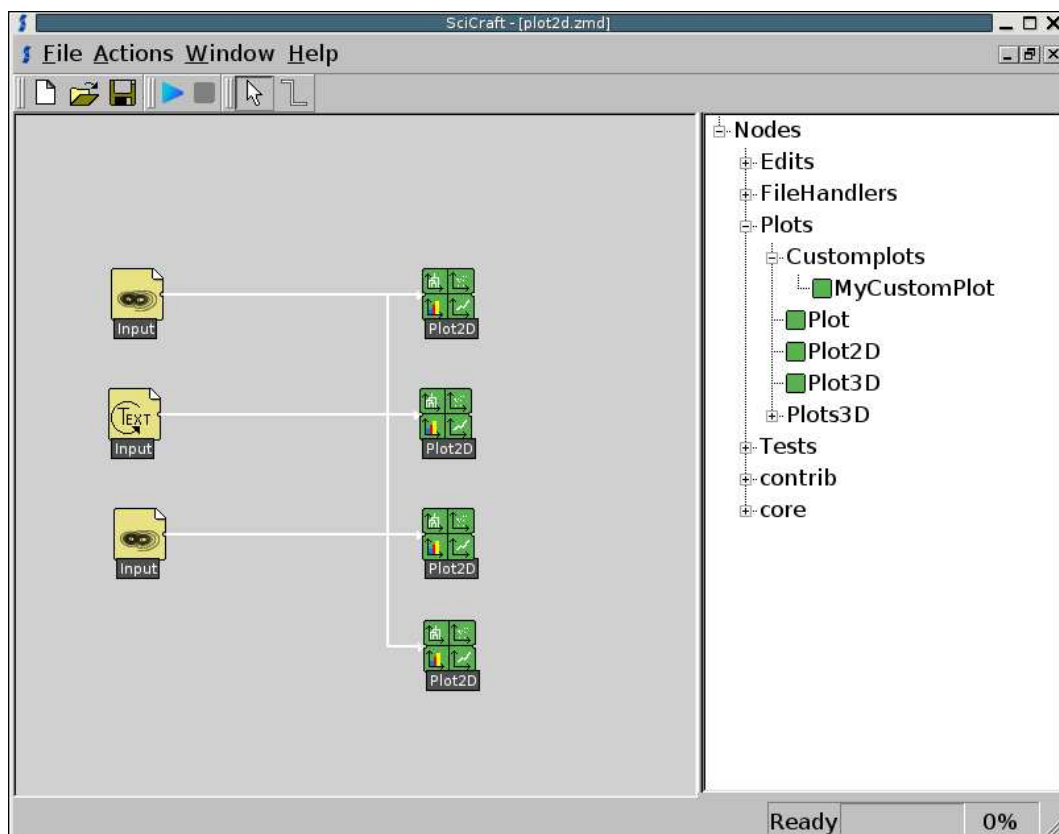 SciCraft - [plot2d.zmd]
File Actions Window Help
Input
Plot2D
TEXT
Input
Plot2D
Input
Plot2D
Plot2D
Nodes
Edits
FileHandlers
Plots
Customplots
MyCustomPlot
Plot
Plot2D
Plot3D
Plots3D
Tests
contrib
core
Ready
0%